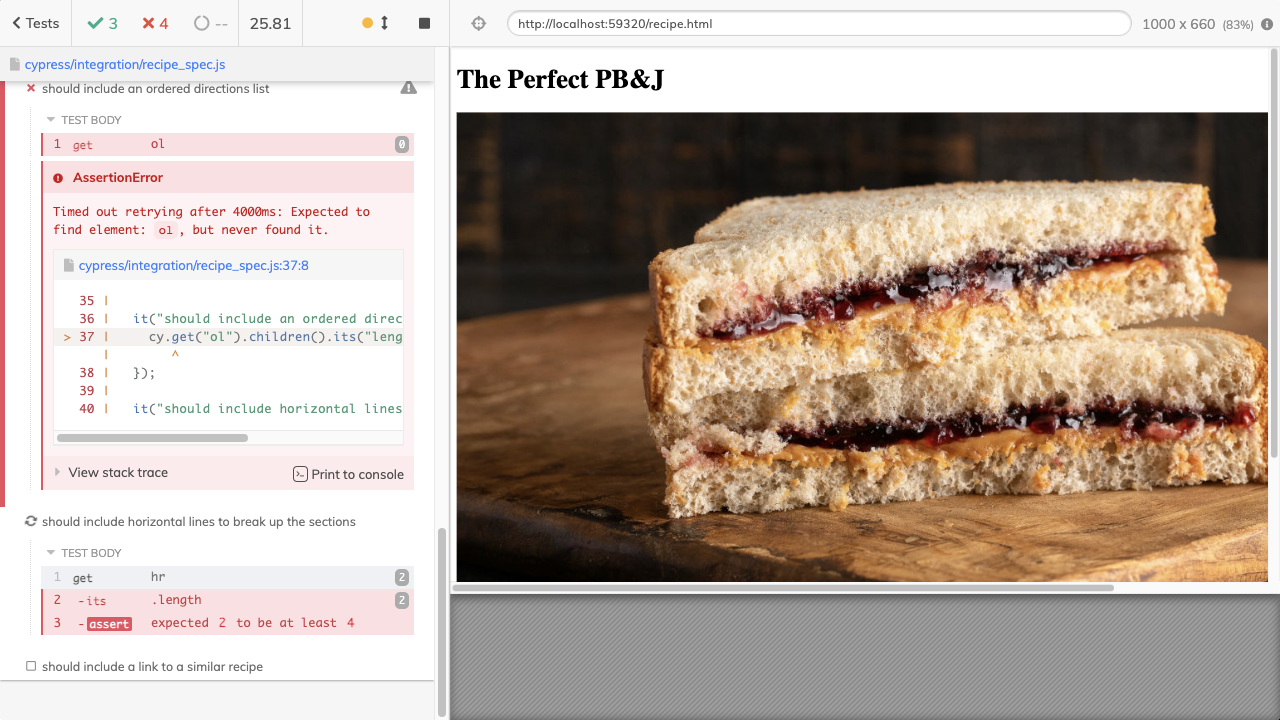 Tests
3
4
--
25.81
http://localhost:59320/recipe.html
1000 x 660 (83%)
cypress/integration/recipe_spec.js
should include an ordered directions list
TEST BODY
1 get ol 0
AssertionError
Timed out retrying after 4000ms: Expected to
find element: ol, but never found it.
cypress/integration/recipe_spec.js:37:8
35 |
36 | it("should include an ordered direc
> 37 | cy.get("ol").children().its("leng
| ^
38 | });
39 |
40 | it("should include horizontal lines
View stack trace
Print to console
should include horizontal lines to break up the sections
TEST BODY
1 get hr 2
2 -its .length 2
3 -assert expected 2 to be at least 4
should include a link to a similar recipe
The Perfect PB&J